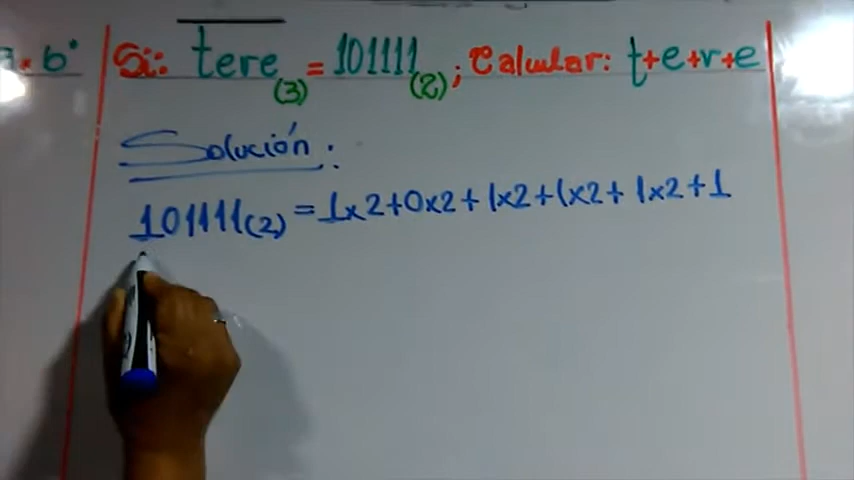 a. b°
Si: tere(3) = 101111(2) ; Calcular: t+e+r+e
Solución:
101111(2) = 1x2+0x2+1x2+1x2+1x2+1